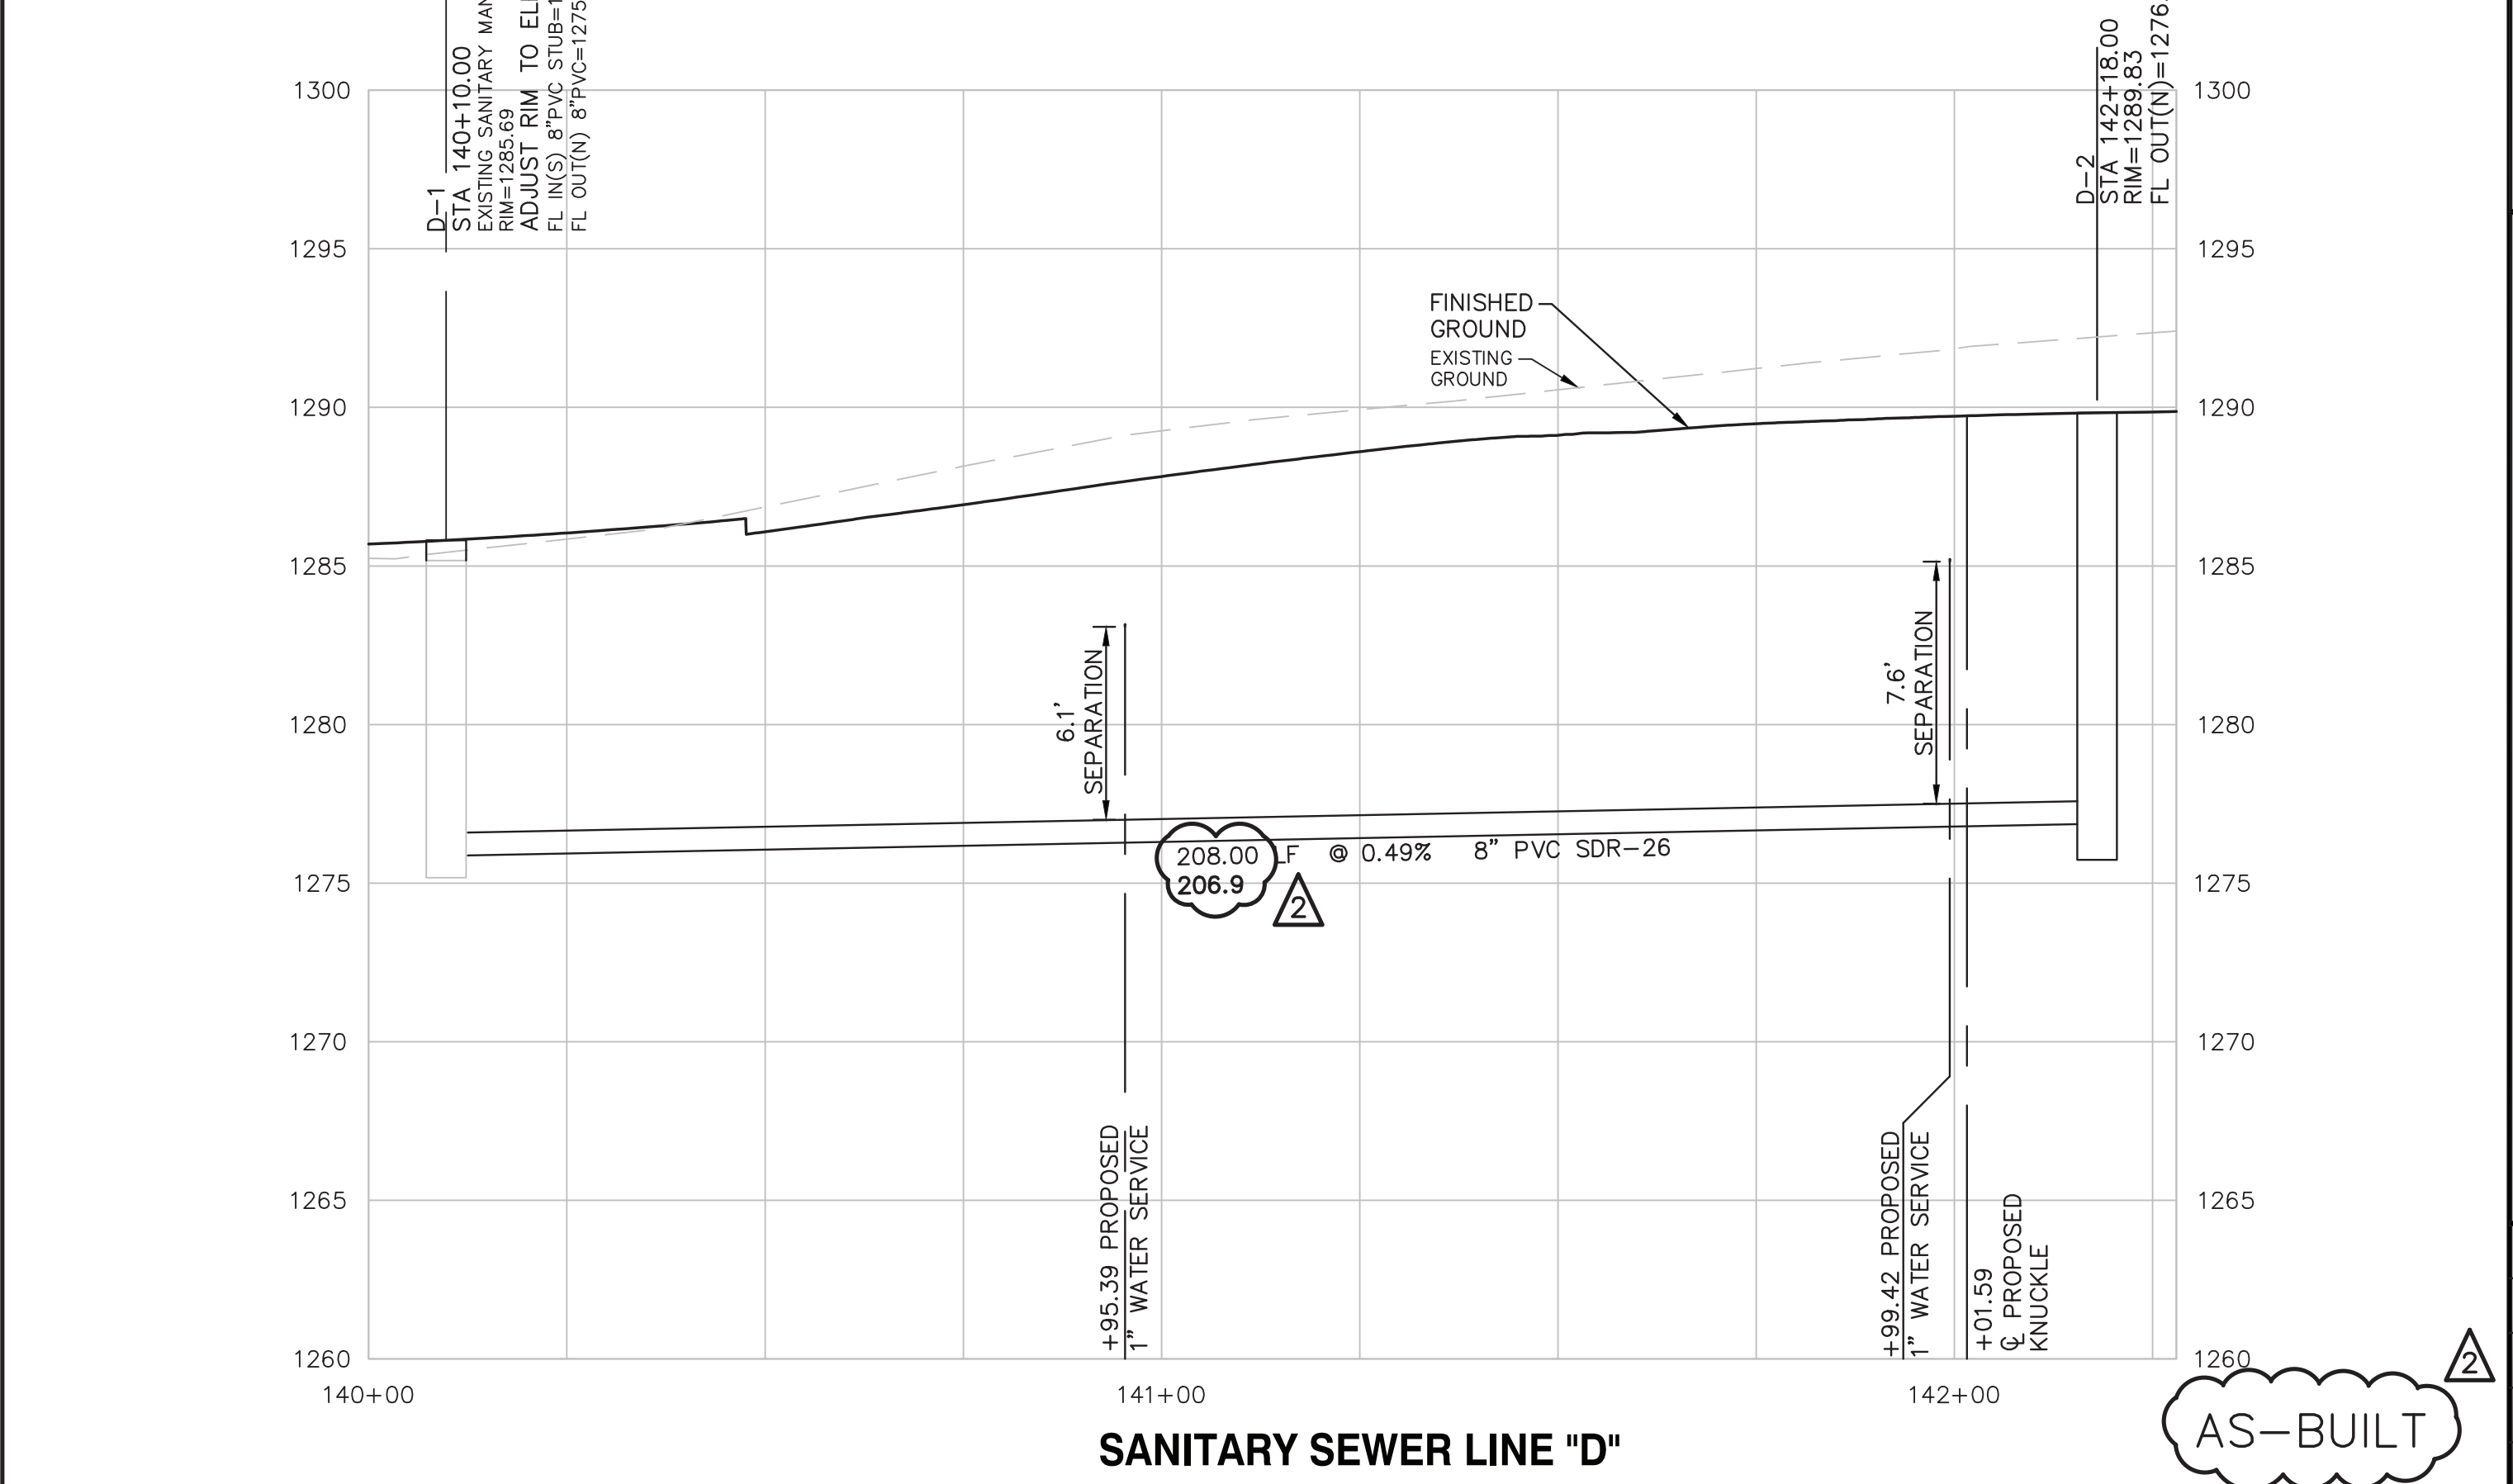 D-1
STA 140+10.00
EXISTING SANITARY
RIM=1285.69
ADJUST RIM TO
FL IN(S) 8"PVC
FL OUT(N) 8"PVC=1275
D-2
STA 142+18.00
RIM=1289.83
FL OUT(N)=1276.
1300
1300
1295
1295
FINISHED
GROUND
EXISTING
GROUND
1290
1290
1285
1285
6.1'
SEPARATION
7.6'
SEPARATION
1280
1280
208.00 LF @ 0.49% 8" PVC SDR-26
206.9
2
1275
1275
1270
1270
1265
1265
+95.39 PROPOSED
1" WATER SERVICE
+99.42 PROPOSED
1" WATER SERVICE
+01.59
℄ PROPOSED
KNUCKLE
1260
1260
2
140+00
141+00
142+00
SANITARY SEWER LINE "D"
AS-BUILT